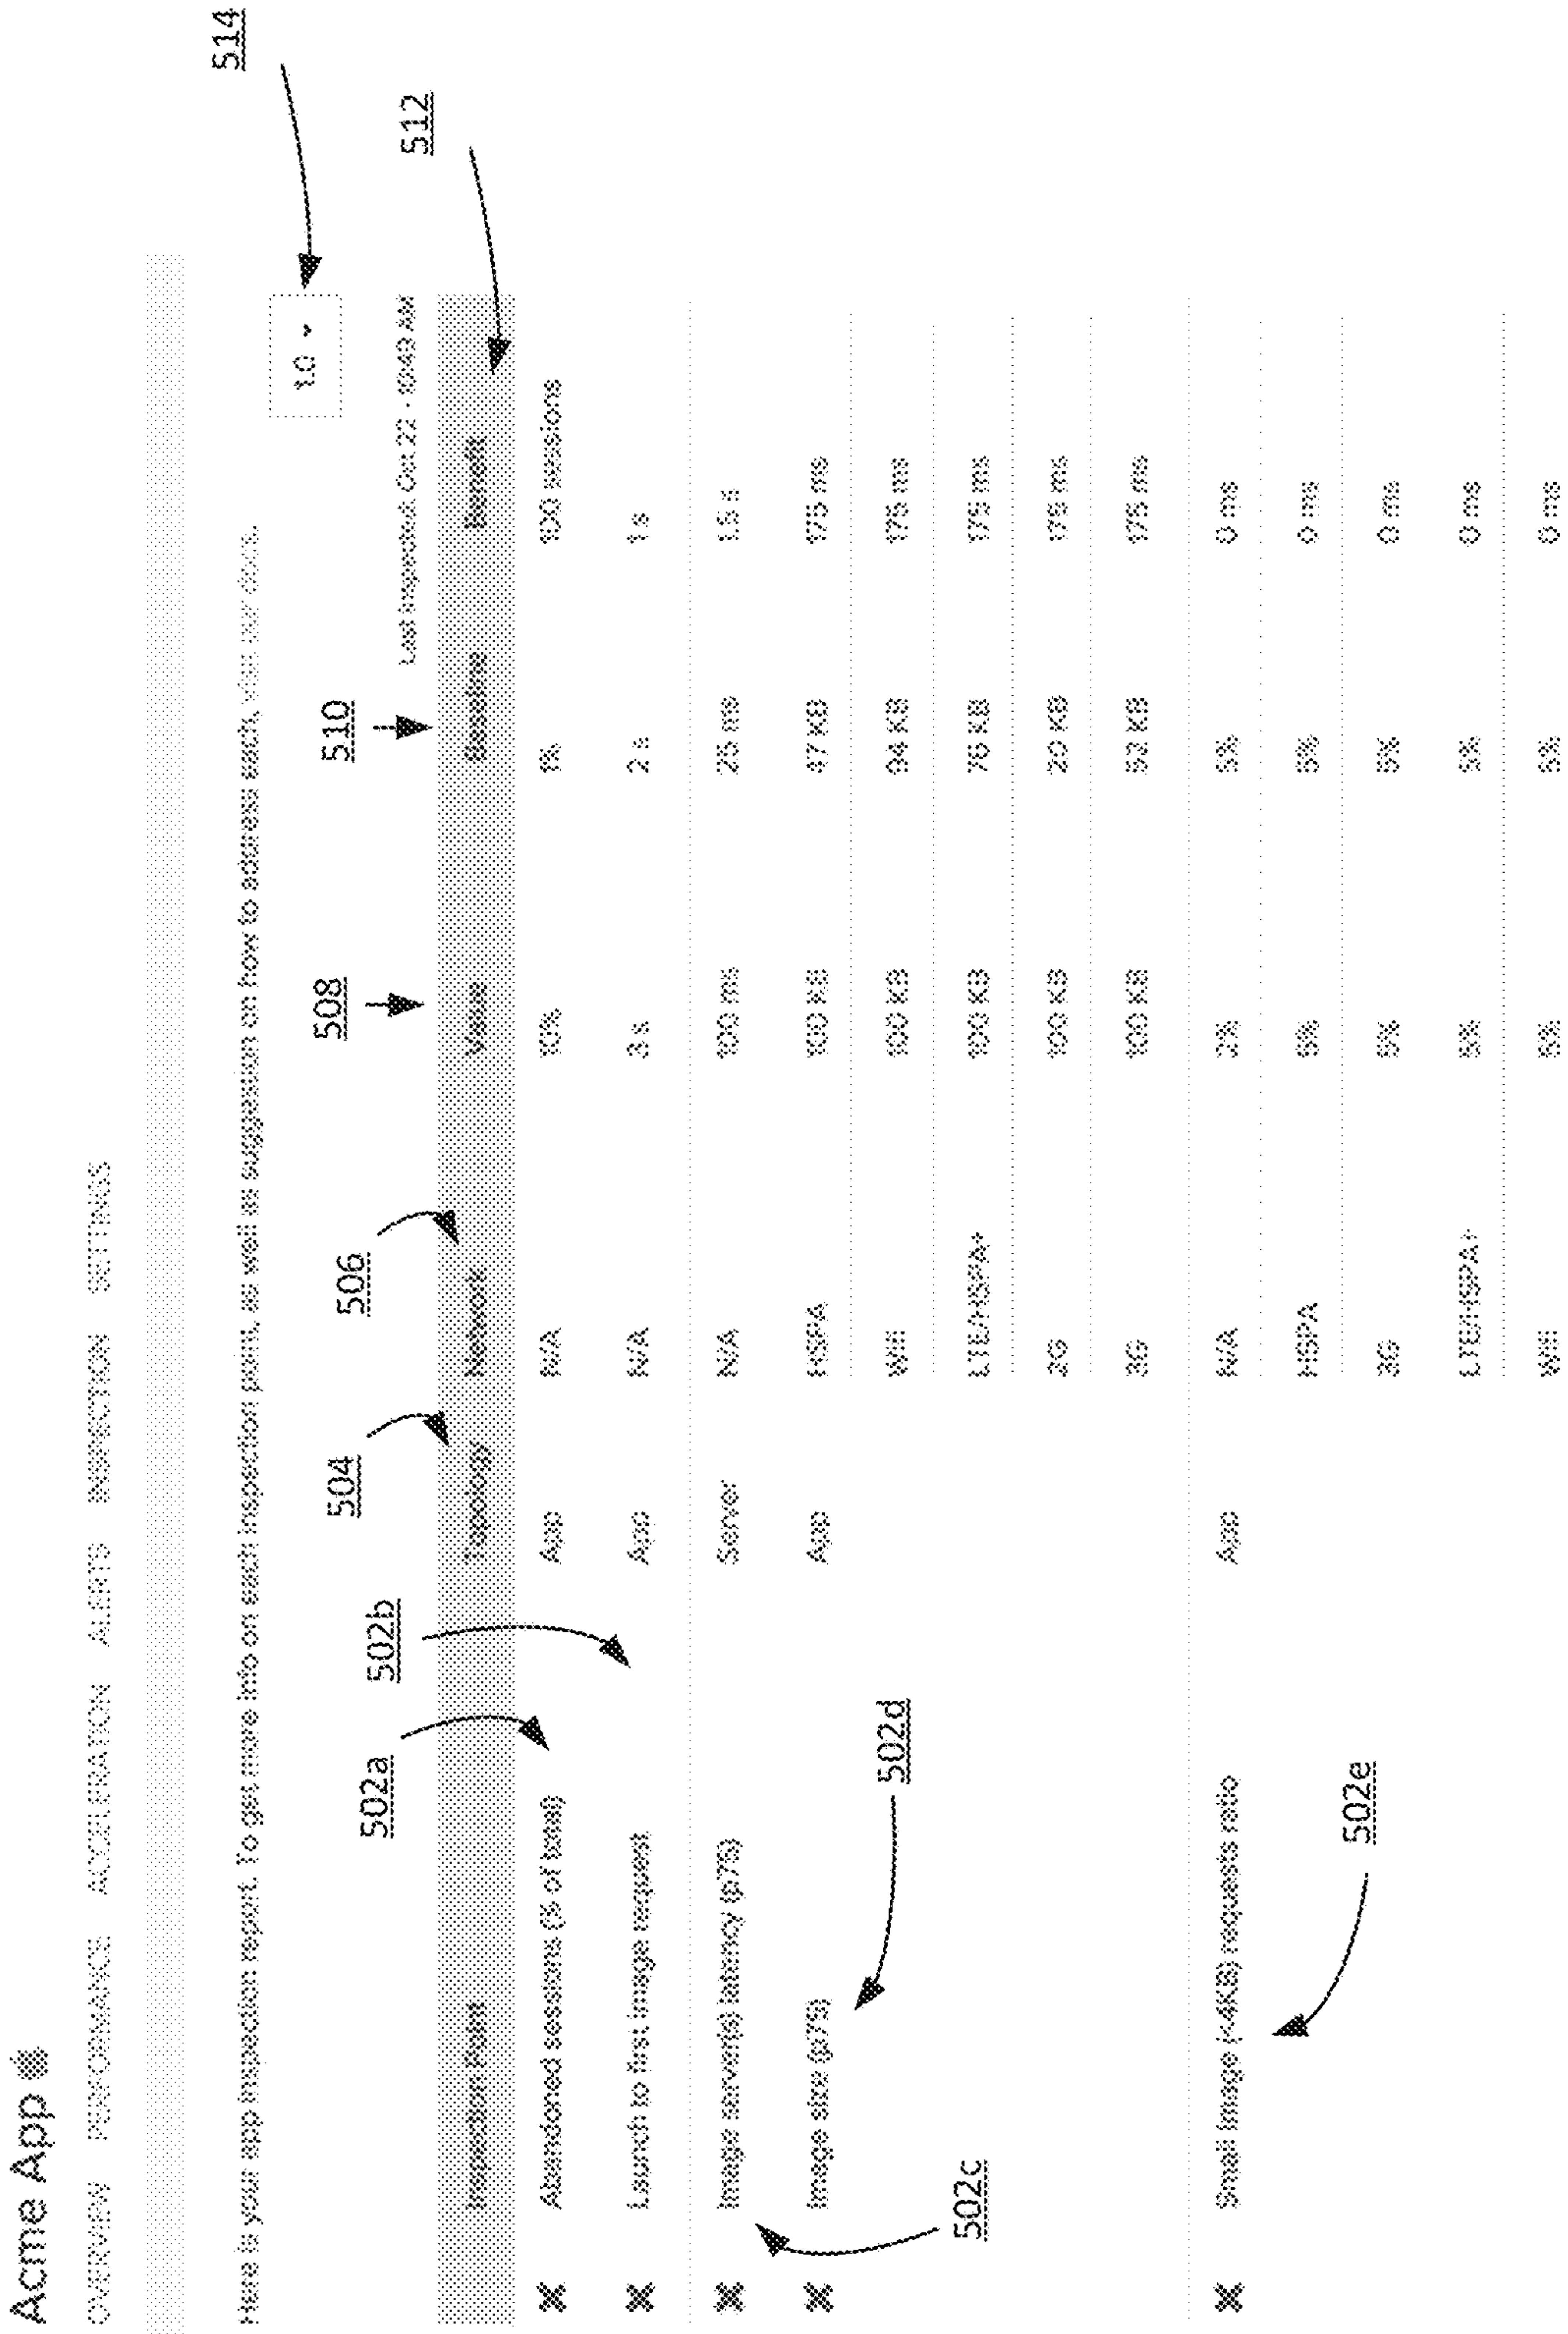 Acme App
OVERVIEW PERFORMANCE ACCELERATION ALERTS INSPECTION SETTINGS
Here is your app inspection report. To get more info on each inspection point, as well as suggestion on how to address each, visit our docs.
514
1.0
Last Inspected: Oct 22 - 10:49 AM
502a 502b 504 506 508 510 512
Inspection Point Topology Network Value Baseline Benefit
Abandoned sessions (% of total) App N/A 10% 1% 100 sessions
Launch to first image request App N/A 3 s 2 s 1 s
Image server(s) latency (p75) Server N/A 100 ms 25 ms 1.5 s
Image size (p75) App HSPA 100 KB 47 KB 175 ms
Wifi 100 KB 94 KB 175 ms
502c 502d
LTE/HSPA+ 100 KB 76 KB 175 ms
2G 100 KB 29 KB 175 ms
3G 100 KB 52 KB 175 ms
Small image (<4KB) requests ratio App N/A 2% 5% 0 ms
HSPA 5% 5% 0 ms
502e
3G 5% 5% 0 ms
LTE/HSPA+ 5% 5% 0 ms
Wifi 5% 5% 0 ms